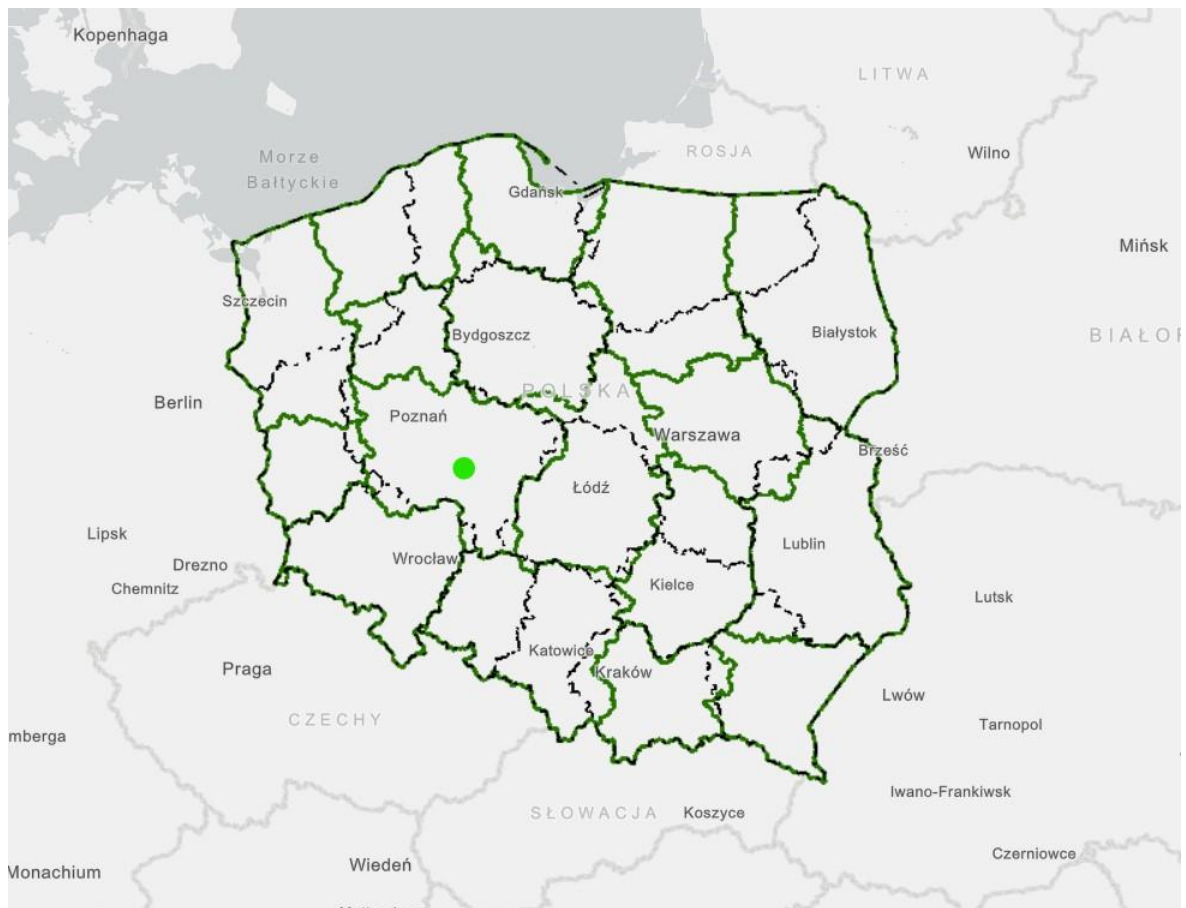 Kopenhaga
LITWA
Morze
Bałtyckie
ROSJA
Wilno
Gdańsk
Mińsk
Szczecin
Bydgoszcz
Białystok
BIAŁOR
POLSKA
Berlin
Poznań
Warszawa
Brześć
Łódź
Lipsk
Lublin
Drezno
Wrocław
Chemnitz
Kielce
Lutsk
Katowice
Praga
Kraków
Lwów
CZECHY
Tarnopol
mberga
Iwano-Frankiwsk
SŁOWACJA
Koszyce
Czerniowce
Wiedeń
Monachium